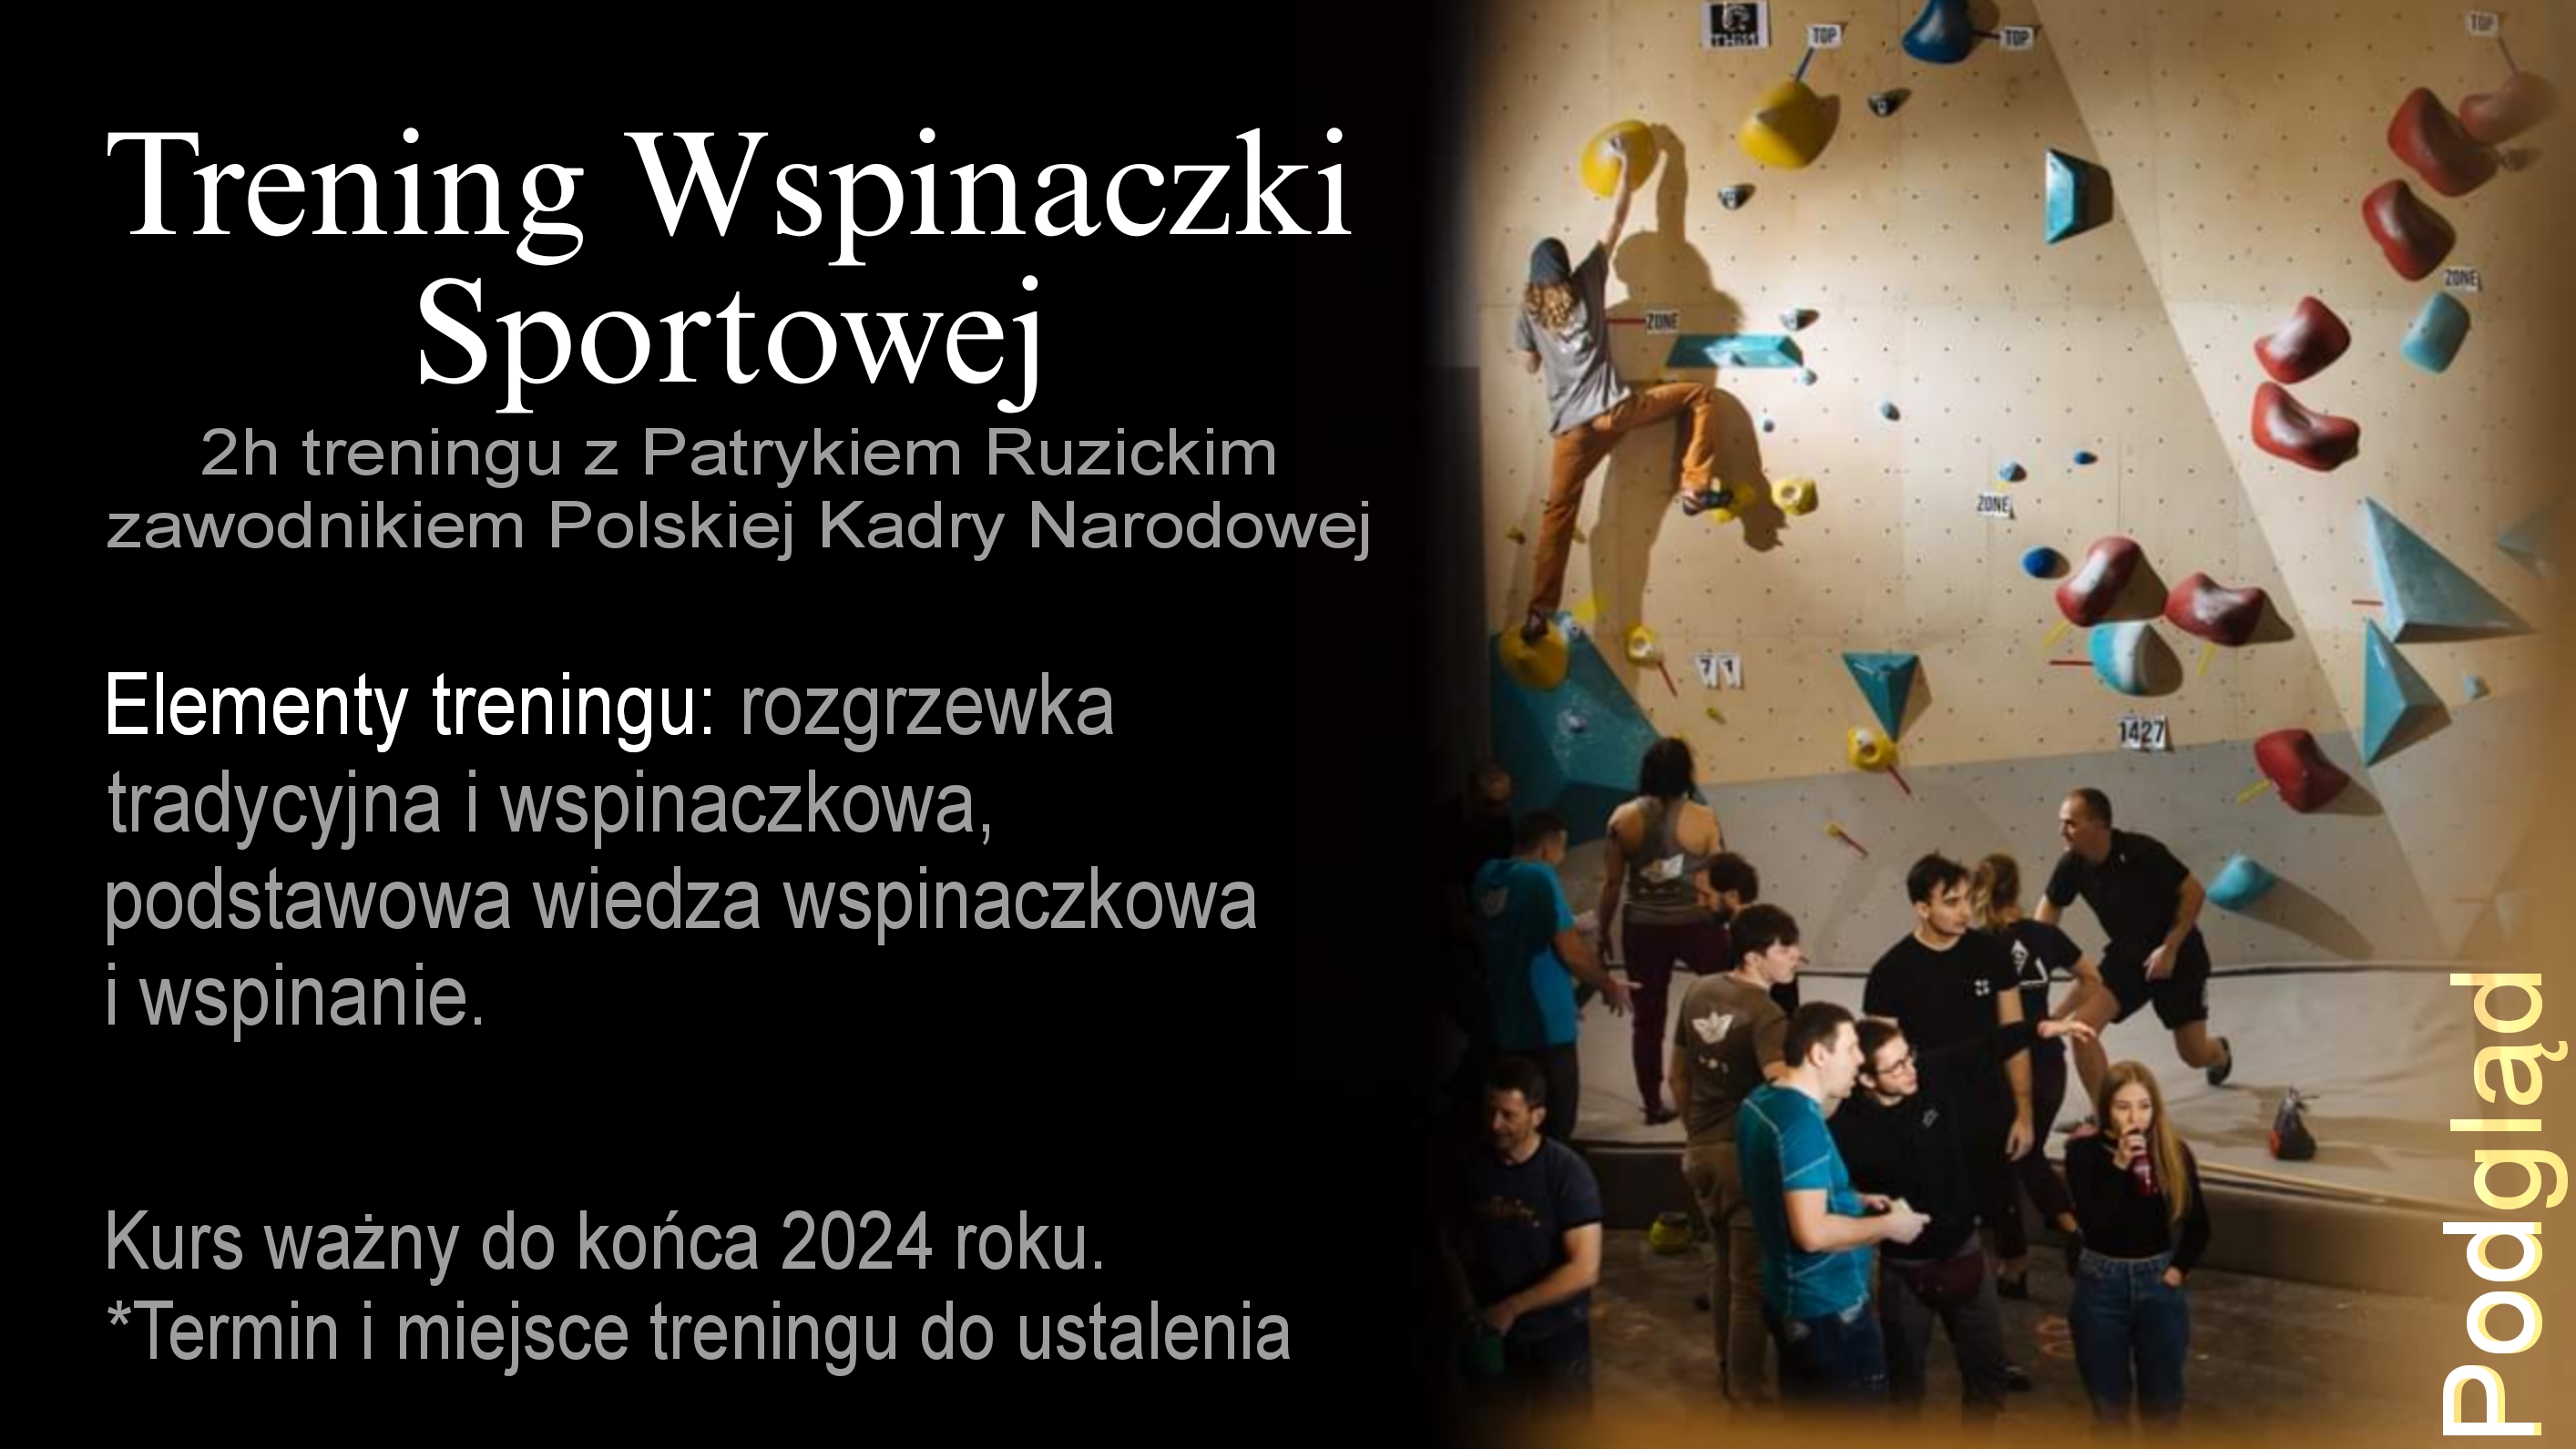 Trening Wspinaczki
Sportowej
2h treningu z Patrykiem Ruzickim
zawodnikiem Polskiej Kadry Narodowej
Elementy treningu: rozgrzewka
tradycyjna i wspinaczkowa,
podstawowa wiedza wspinaczkowa
i wspinanie.
Kurs ważny do końca 2024 roku.
*Termin i miejsce treningu do ustalenia
TOP
TOP
TOP
ZONE
ZONE
ZONE
71
1427
Podgląd